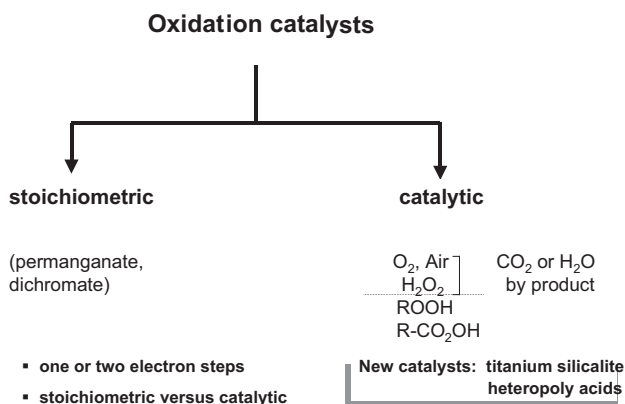 Oxidation catalysts
stoichiometric
catalytic
(permanganate,
dichromate)
O₂, Air
H₂O₂
ROOH
R-CO₂OH
CO₂ or H₂O
by product
▪ one or two electron steps
▪ stoichiometric versus catalytic
New catalysts: titanium silicalite
heteropoly acids